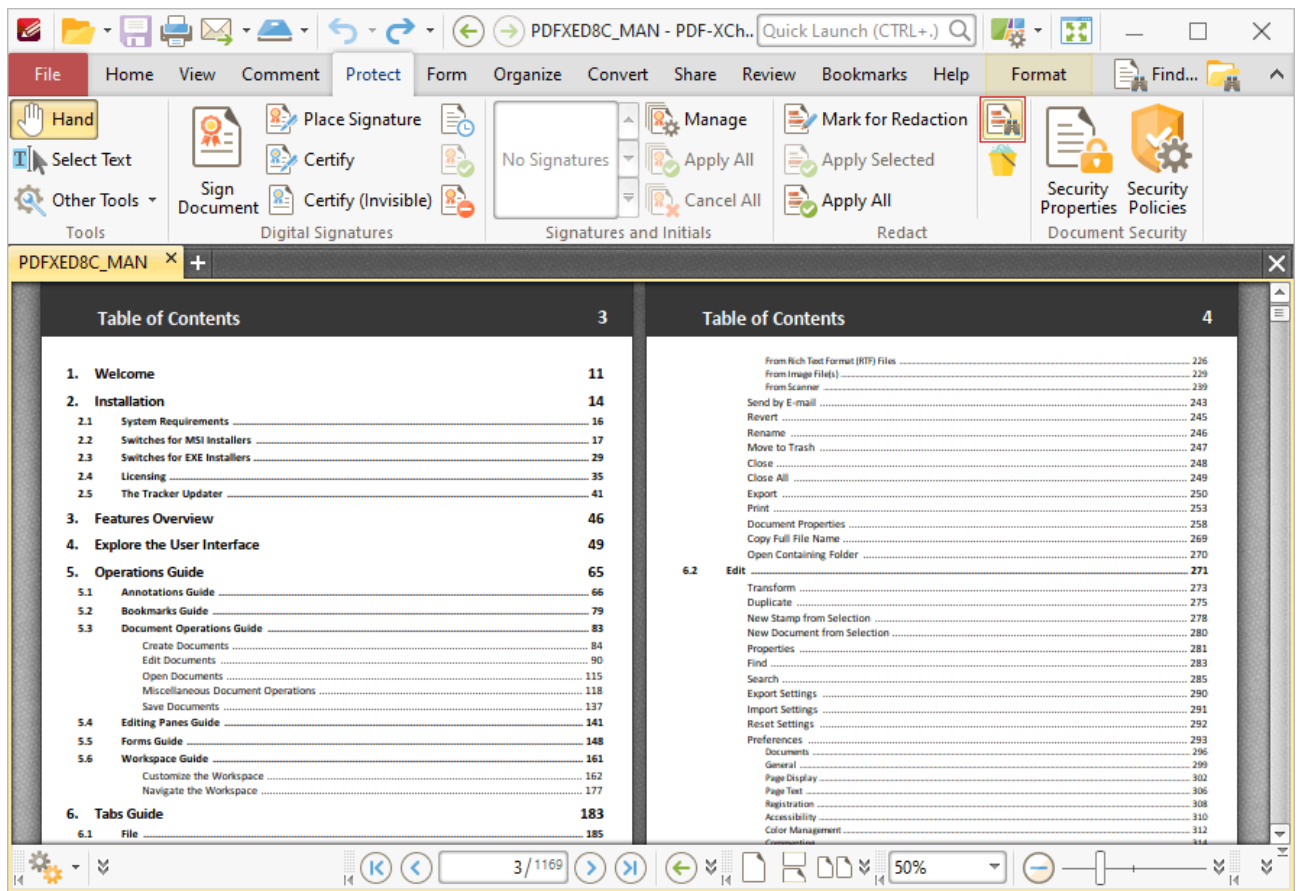 PDFXED8C_MAN - PDF-XCh.. Quick Launch (CTRL+.)
File Home View Comment Protect Form Organize Convert Share Review Bookmarks Help Format Find...
Hand
Select Text
Other Tools
Tools
Sign
Document
Place Signature
Certify
Certify (Invisible)
Digital Signatures
No Signatures
Manage
Apply All
Cancel All
Signatures and Initials
Mark for Redaction
Apply Selected
Apply All
Redact
Security
Properties
Security
Policies
Document Security
PDFXED8C_MAN
Table of Contents 3
1. Welcome 11
2. Installation 14
2.1 System Requirements 16
2.2 Switches for MSI Installers 17
2.3 Switches for EXE Installers 29
2.4 Licensing 35
2.5 The Tracker Updater 41
3. Features Overview 46
4. Explore the User Interface 49
5. Operations Guide 65
5.1 Annotations Guide 66
5.2 Bookmarks Guide 79
5.3 Document Operations Guide 83
Create Documents 84
Edit Documents 90
Open Documents 115
Miscellaneous Document Operations 118
Save Documents 137
5.4 Editing Panes Guide 141
5.5 Forms Guide 148
5.6 Workspace Guide 161
Customize the Workspace 162
Navigate the Workspace 177
6. Tabs Guide 183
6.1 File 185
Table of Contents 4
From Rich Text Format (RTF) Files 226
From Image File(s) 229
From Scanner 239
Send by E-mail 243
Revert 245
Rename 246
Move to Trash 247
Close 248
Close All 249
Export 250
Print 253
Document Properties 258
Copy Full File Name 269
Open Containing Folder 270
6.2 Edit 271
Transform 273
Duplicate 275
New Stamp from Selection 278
New Document from Selection 280
Properties 281
Find 283
Search 285
Export Settings 290
Import Settings 291
Reset Settings 292
Preferences 293
Documents 296
General 299
Page Display 302
Page Text 306
Registration 308
Accessibility 310
Color Management 312
Commenting 314
3 / 1169
50%